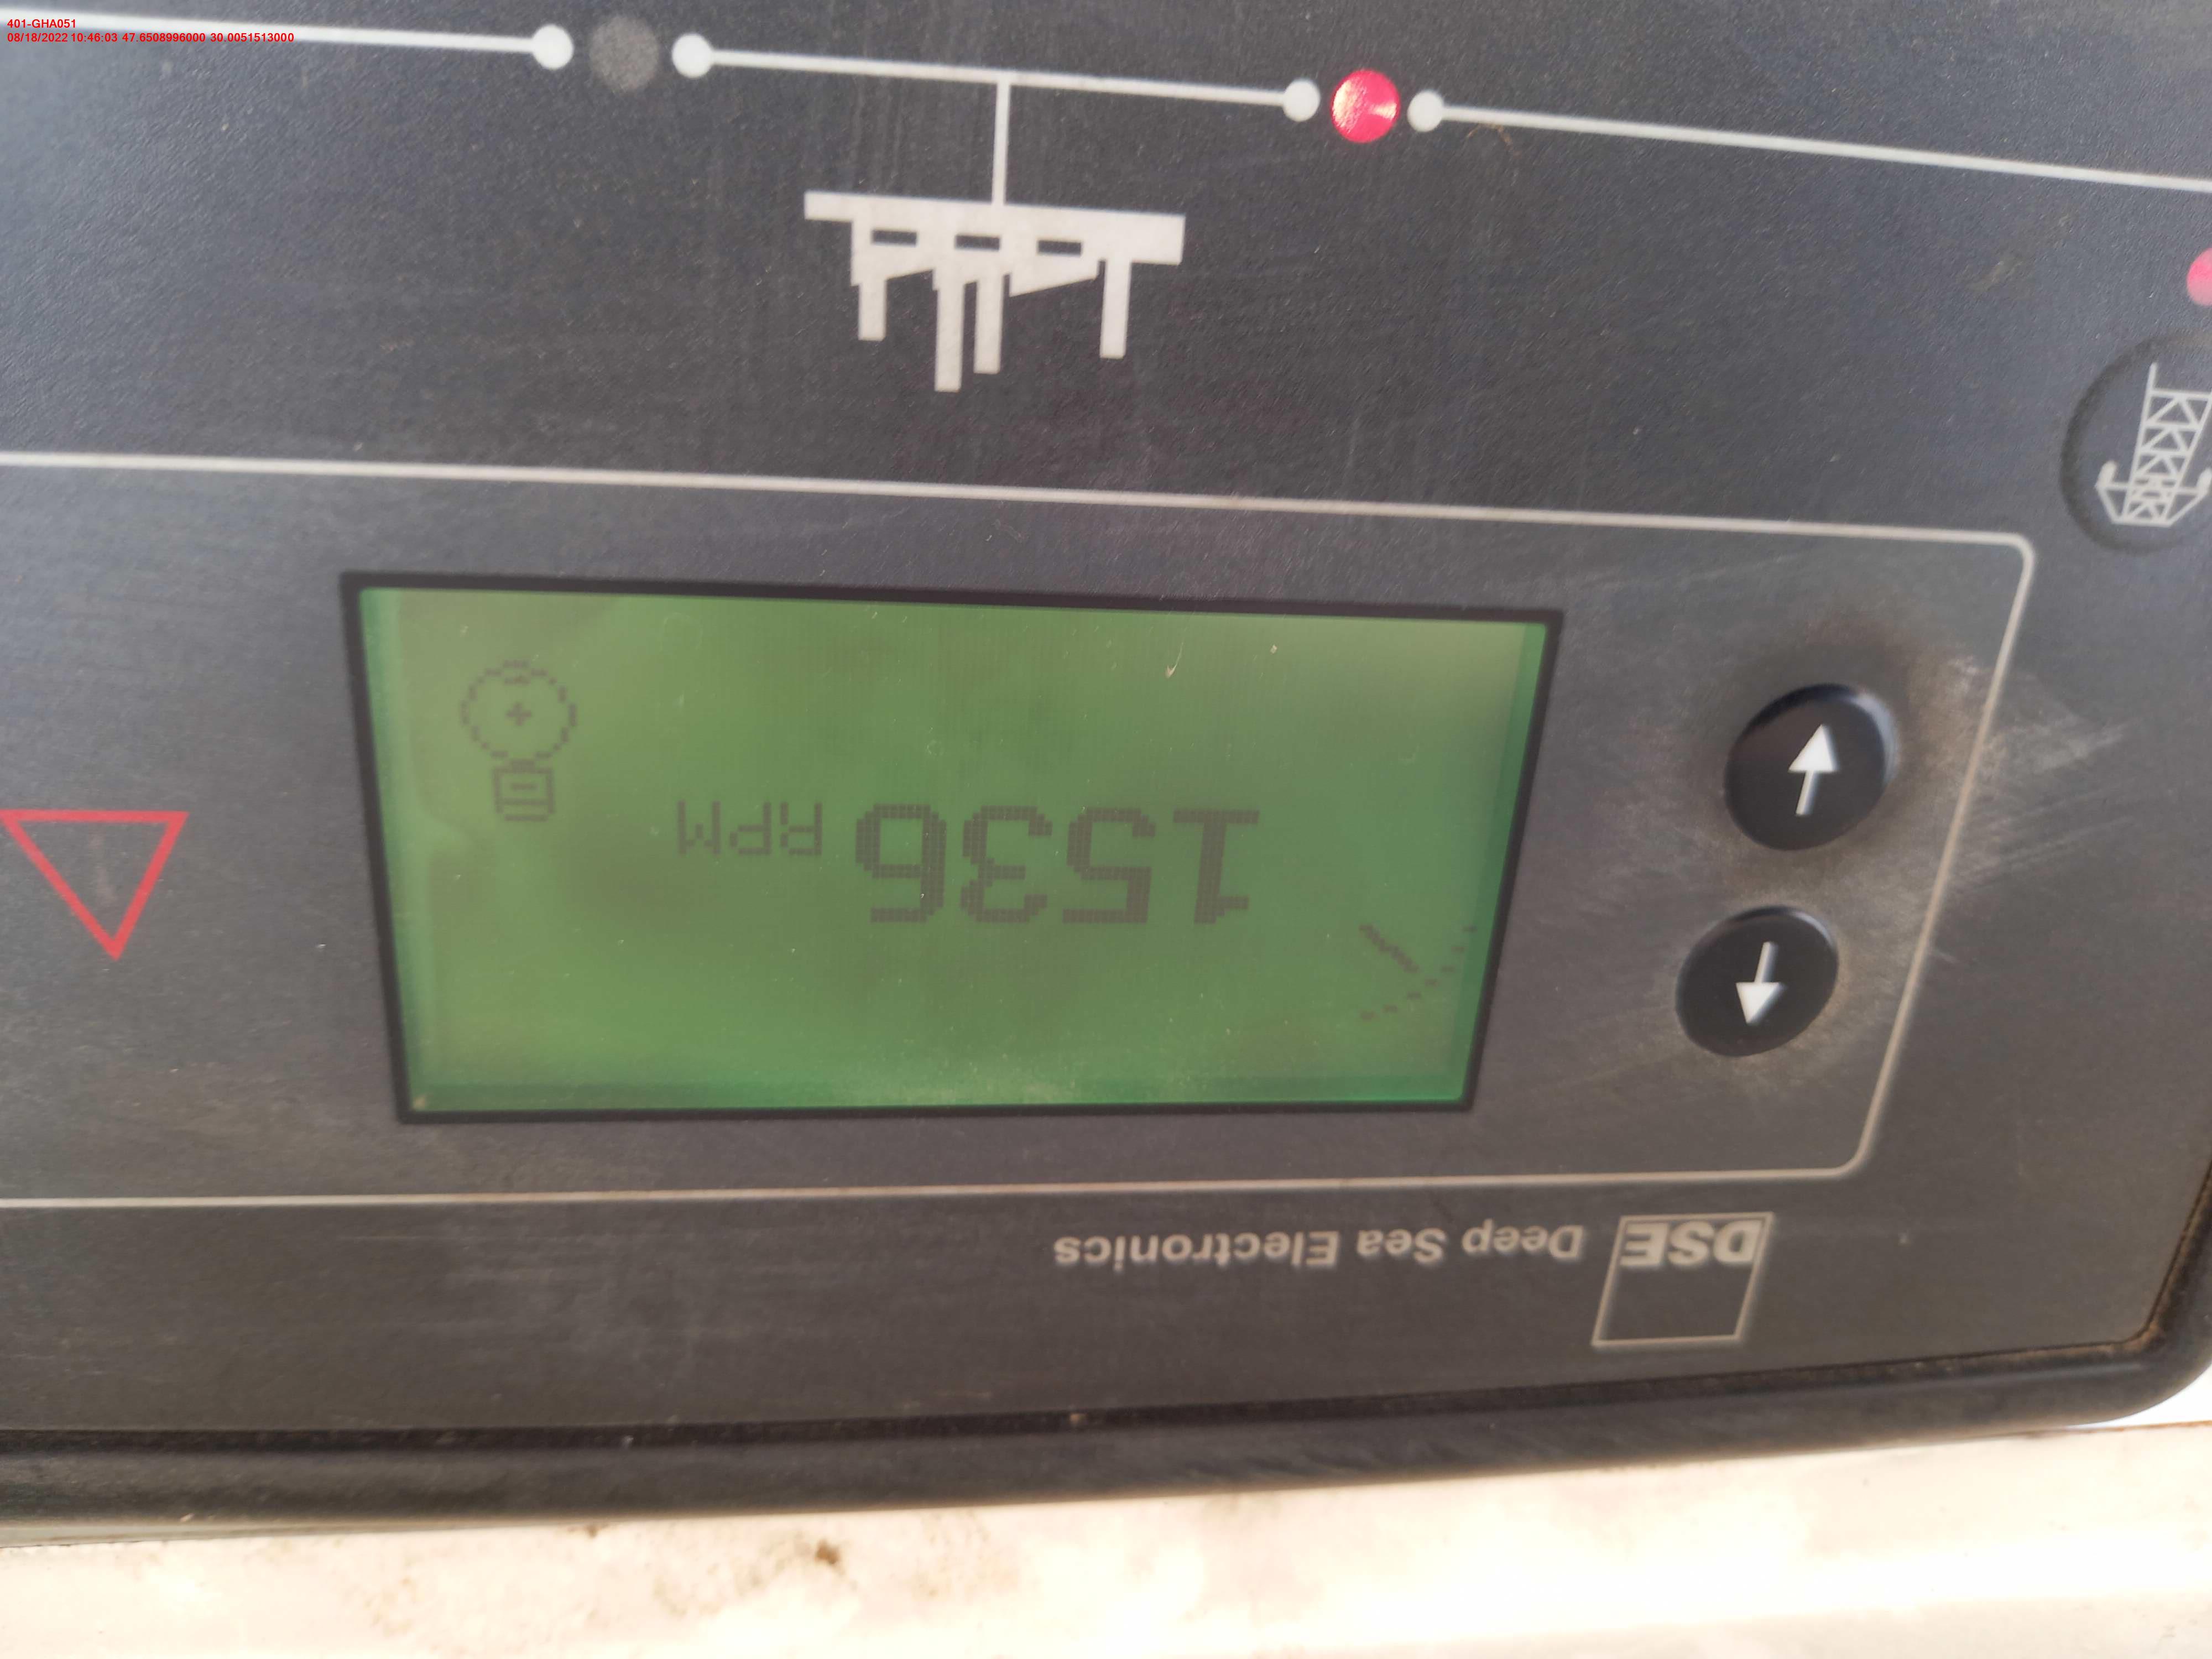 401-GHA051
08/18/2022 10:46:03 47.6508996000 30.0051513000
DSE Deep Sea Electronics
1536 RPM